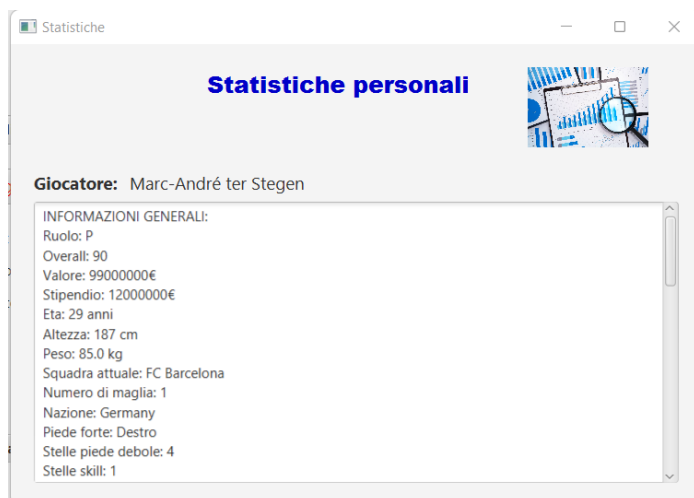 Statistiche
Statistiche personali
Giocatore: Marc-André ter Stegen
INFORMAZIONI GENERALI:
Ruolo: P
Overall: 90
Valore: 99000000€
Stipendio: 12000000€
Eta: 29 anni
Altezza: 187 cm
Peso: 85.0 kg
Squadra attuale: FC Barcelona
Numero di maglia: 1
Nazione: Germany
Piede forte: Destro
Stelle piede debole: 4
Stelle skill: 1